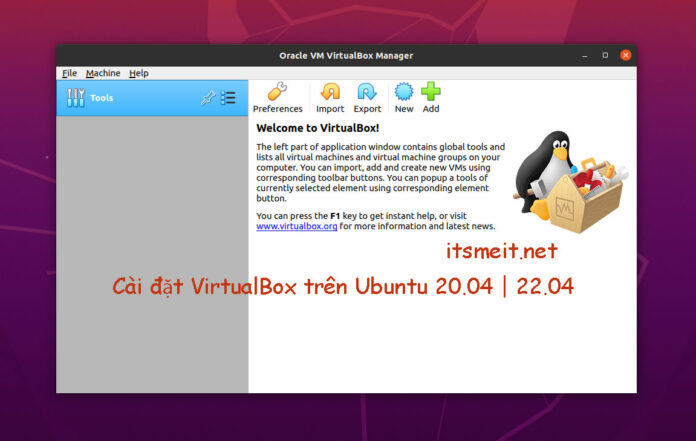 Oracle VM VirtualBox Manager
File Machine Help
Tools
Preferences Import Export New Add
Welcome to VirtualBox!
The left part of application window contains global tools and
lists all virtual machines and virtual machine groups on your
computer. You can import, add and create new VMs using
corresponding toolbar buttons. You can popup a tools of
currently selected element using corresponding element
button.
You can press the F1 key to get instant help, or visit
www.virtualbox.org for more information and latest news.
itsmeit.net
Cài đặt VirtualBox trên Ubuntu 20.04 | 22.04